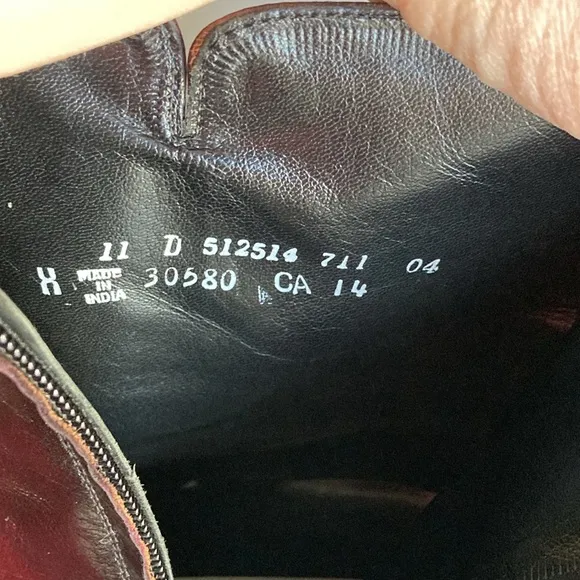 11 D 512514 711 04
X MADE IN INDIA 30580 CA 14